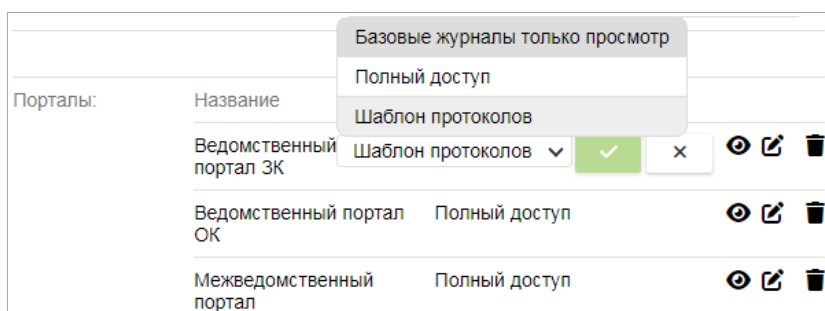 Базовые журналы только просмотр
Полный доступ
Шаблон протоколов
Порталы:
Название
Ведомственный портал ЗК
Шаблон протоколов
Ведомственный портал ОК
Полный доступ
Межведомственный портал
Полный доступ